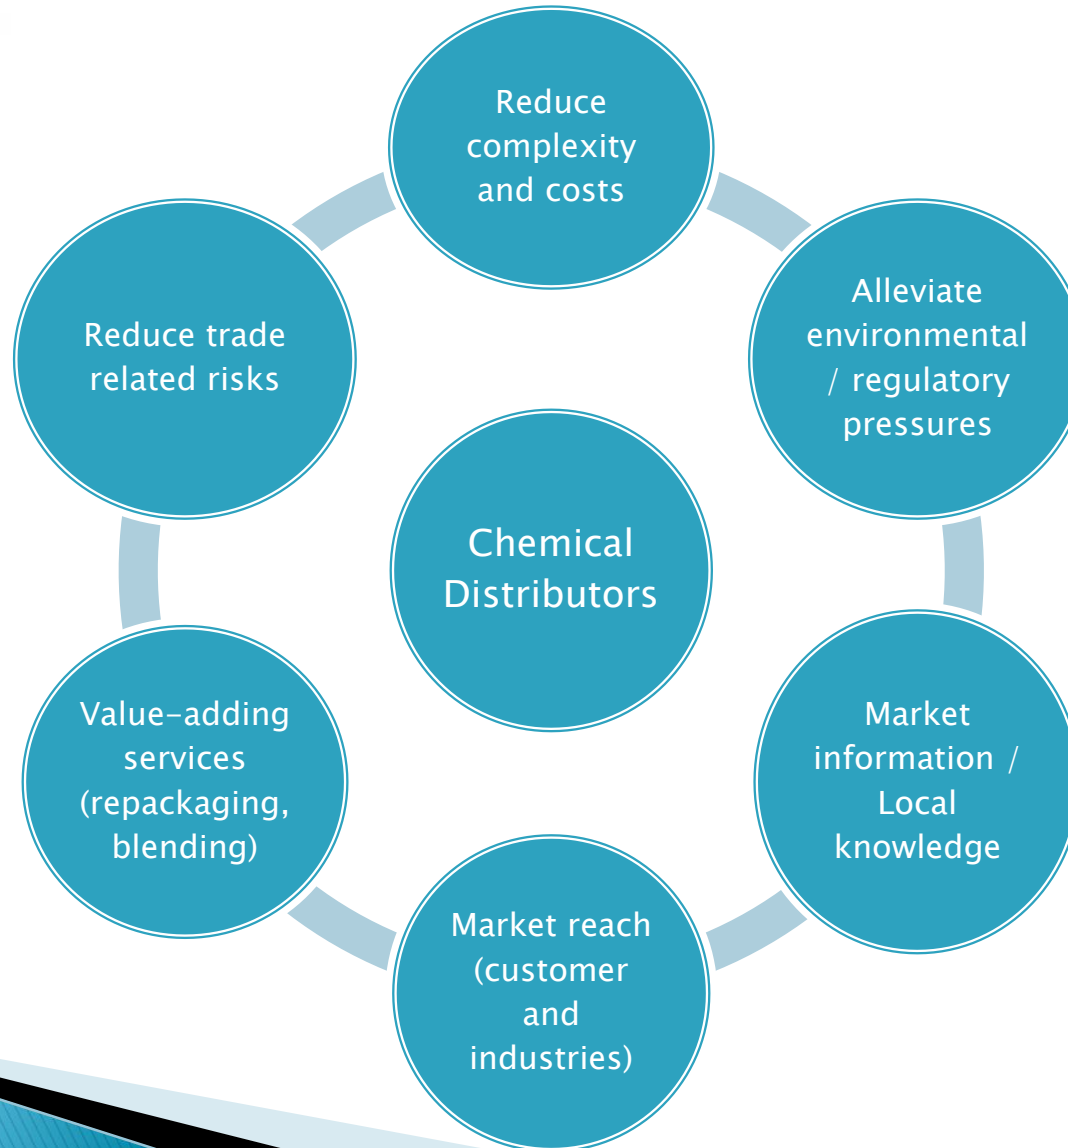 Reduce
complexity
and costs
Alleviate
environmental
/ regulatory
pressures
Market
information /
Local
knowledge
Market reach
(customer
and
industries)
Value-adding
services
(repackaging,
blending)
Reduce trade
related risks
Chemical
Distributors